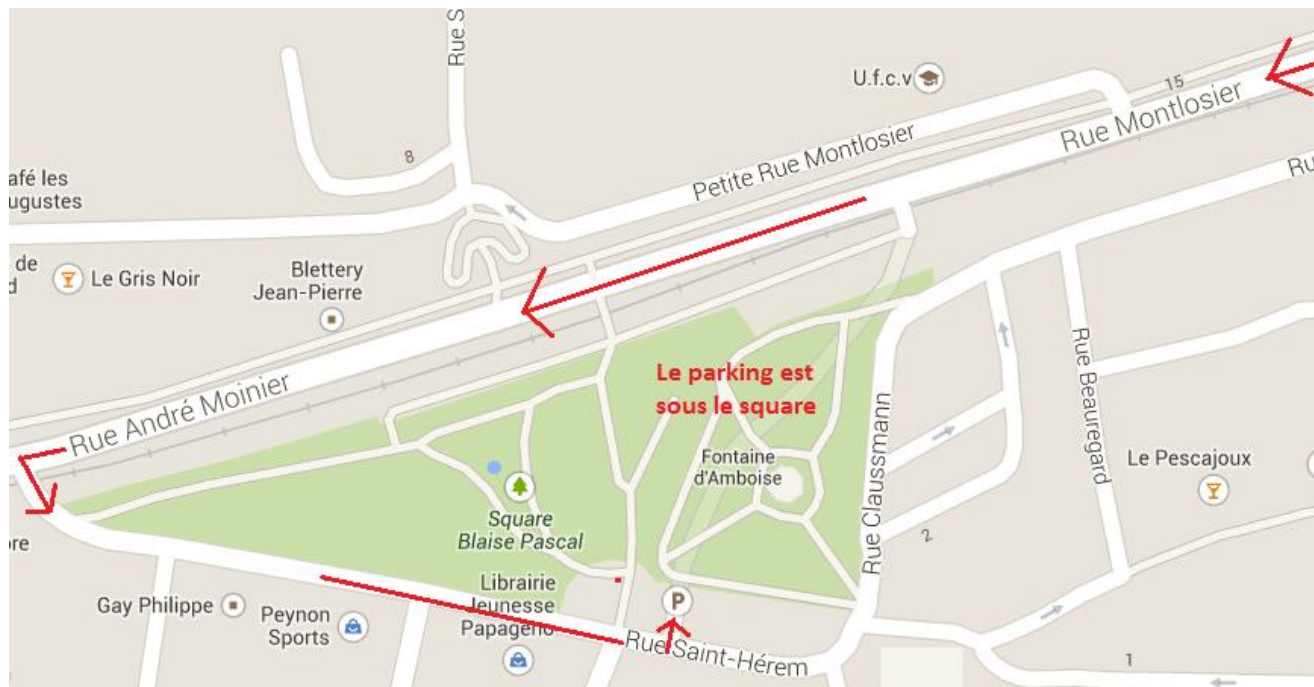 Rue S
U.f.c.v
15
Rue Montlosier
8
Petite Rue Montlosier
Ru
afé les
ugustes
de
d
Le Gris Noir
Blettery
Jean-Pierre
Rue André Moinier
Le parking est
sous le square
Rue Beauregard
Fontaine
d'Amboise
Le Pescajoux
Rue Claussmann
Square
Blaise Pascal
2
ore
Gay Philippe
Peynon
Sports
Librairie
Jeunesse
Papageno
P
Rue Saint-Hérem
1